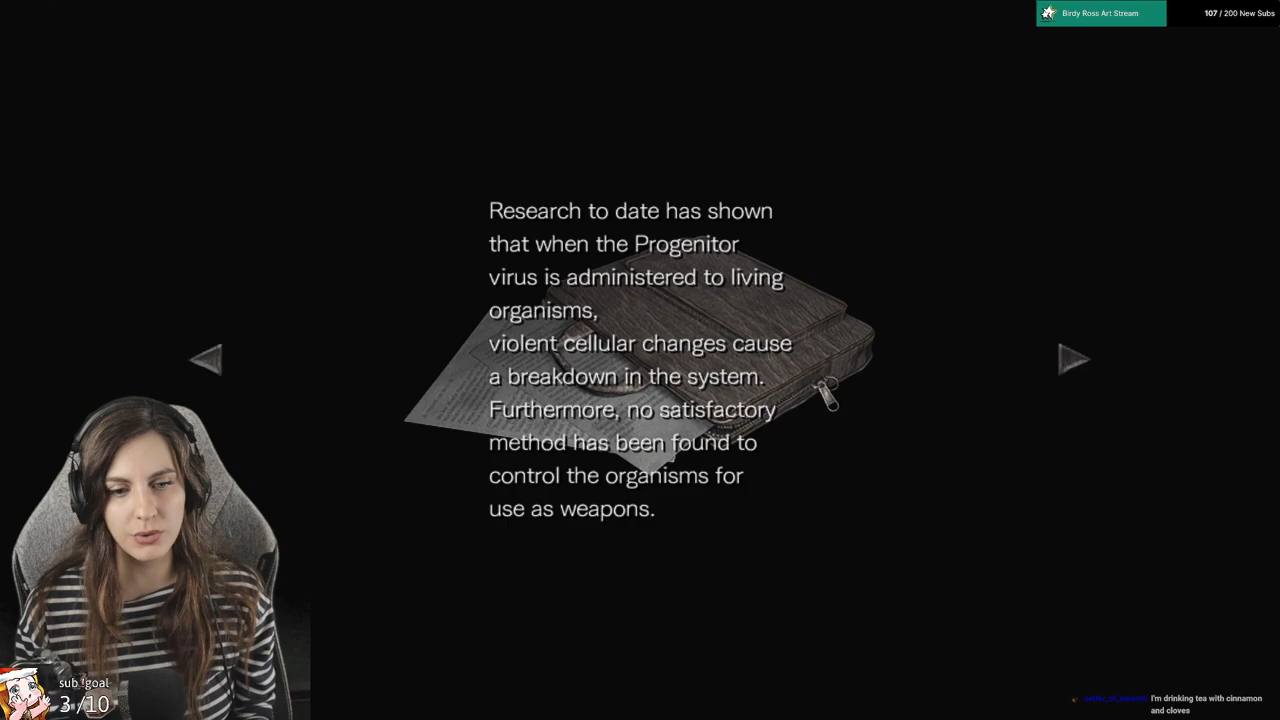 Birdy Ross Art Stream
107 / 200 New Subs
Research to date has shown
that when the Progenitor
virus is administered to living
organisms,
violent cellular changes cause
a breakdown in the system.
Furthermore, no satisfactory
method has been found to
control the organisms for
use as weapons.
sub goal
3 /10
I'm drinking tea with cinnamon
and cloves